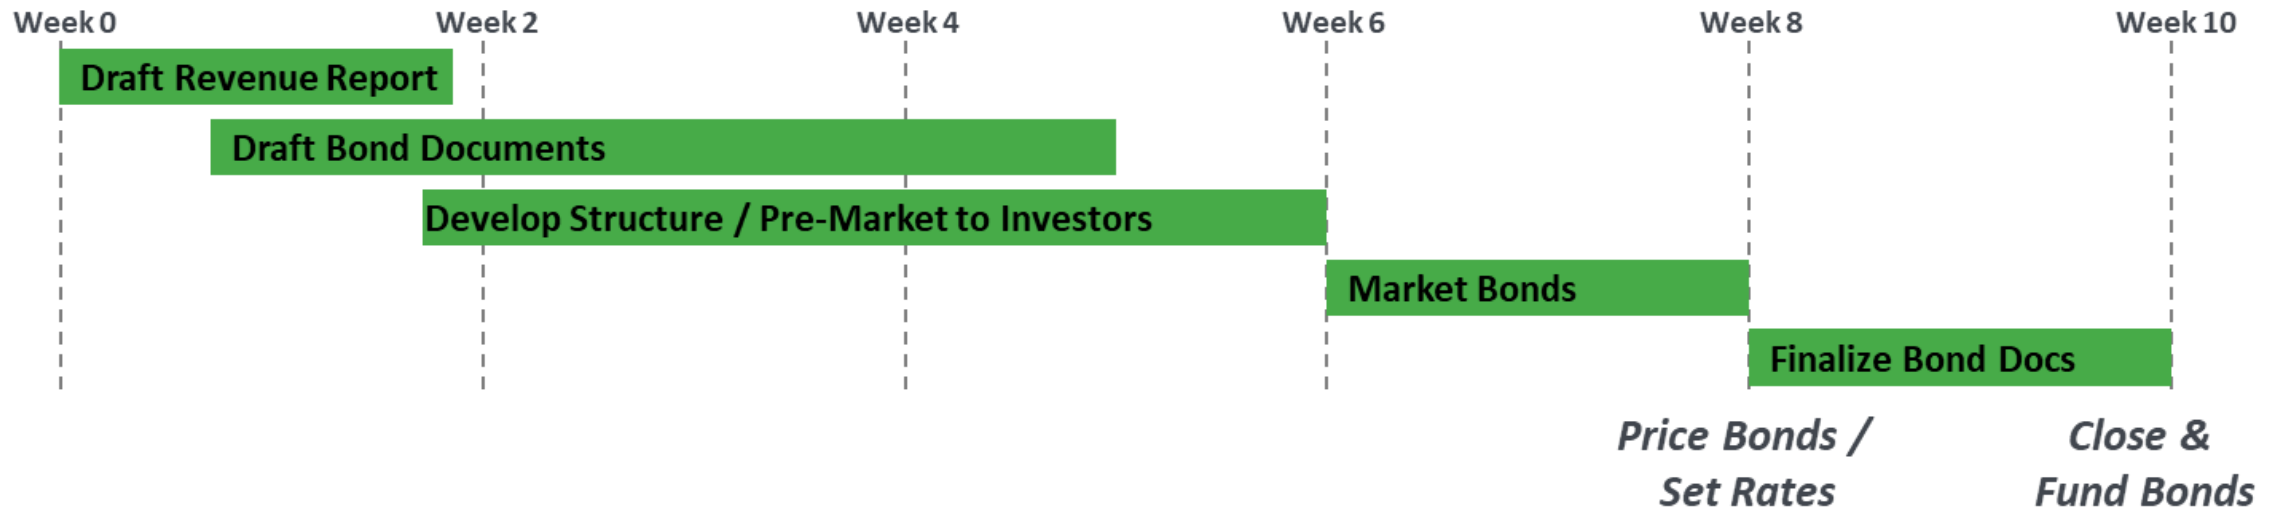 Week 0 Week 2 Week 4 Week 6 Week 8 Week 10
Draft Revenue Report
Draft Bond Documents
Develop Structure / Pre-Market to Investors
Market Bonds
Finalize Bond Docs
Price Bonds / Close &
Set Rates Fund Bonds